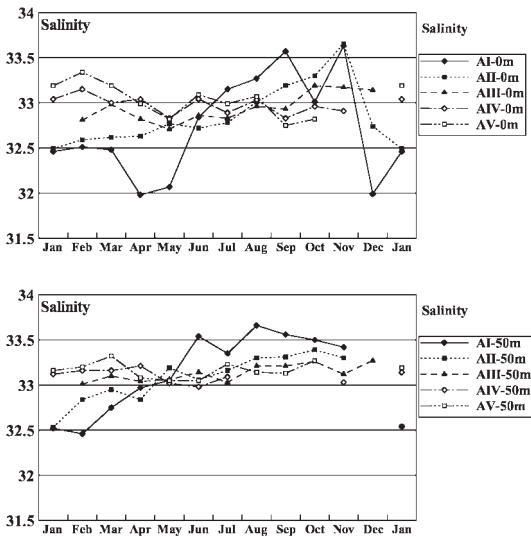 34
Salinity
33.5
33
32.5
32
31.5
Jan Feb Mar Apr May Jun Jul Aug Sep Oct Nov Dec Jan
Salinity
AI-0m
AII-0m
AIII-0m
AIV-0m
AV-0m
34
Salinity
33.5
33
32.5
32
31.5
Jan Feb Mar Apr May Jun Jul Aug Sep Oct Nov Dec Jan
Salinity
AI-50m
AII-50m
AIII-50m
AIV-50m
AV-50m